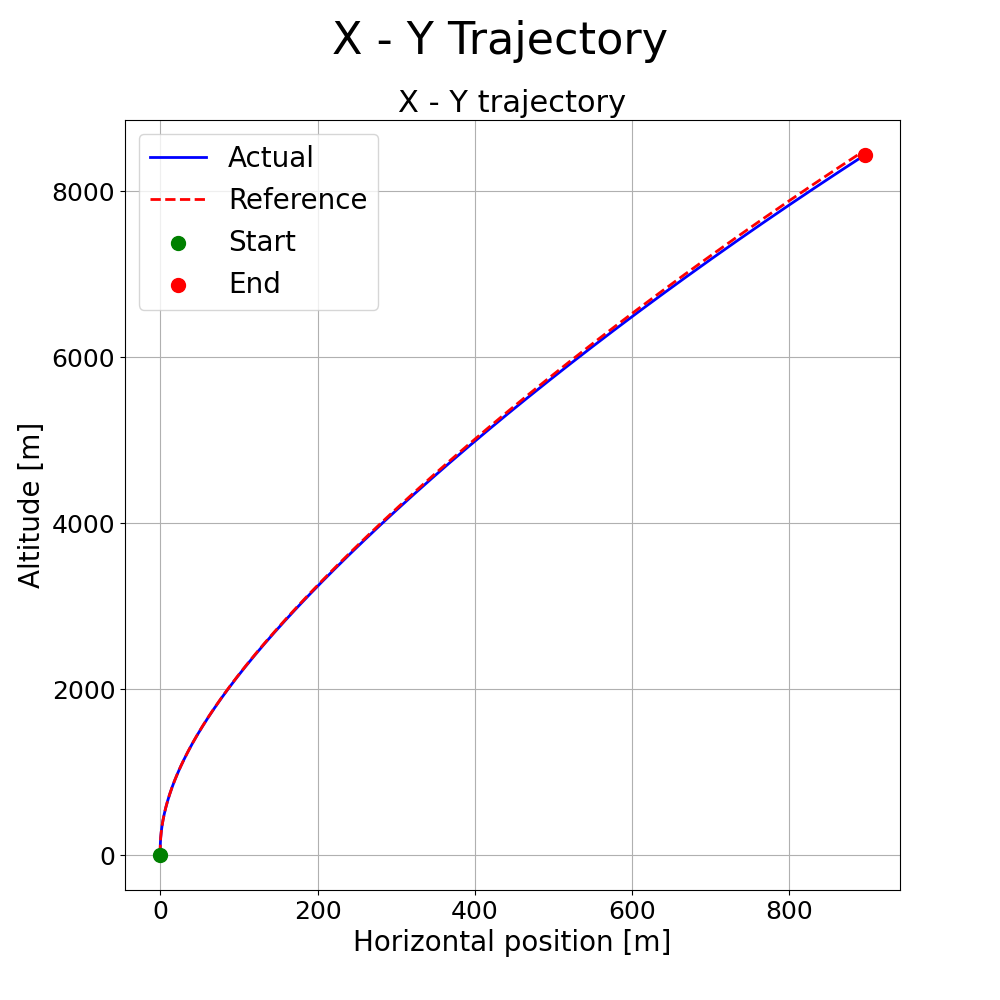 X - Y Trajectory
X - Y trajectory
Actual
Reference
Start
End
8000
6000
4000
2000
0
Altitude [m]
0 200 400 600 800
Horizontal position [m]